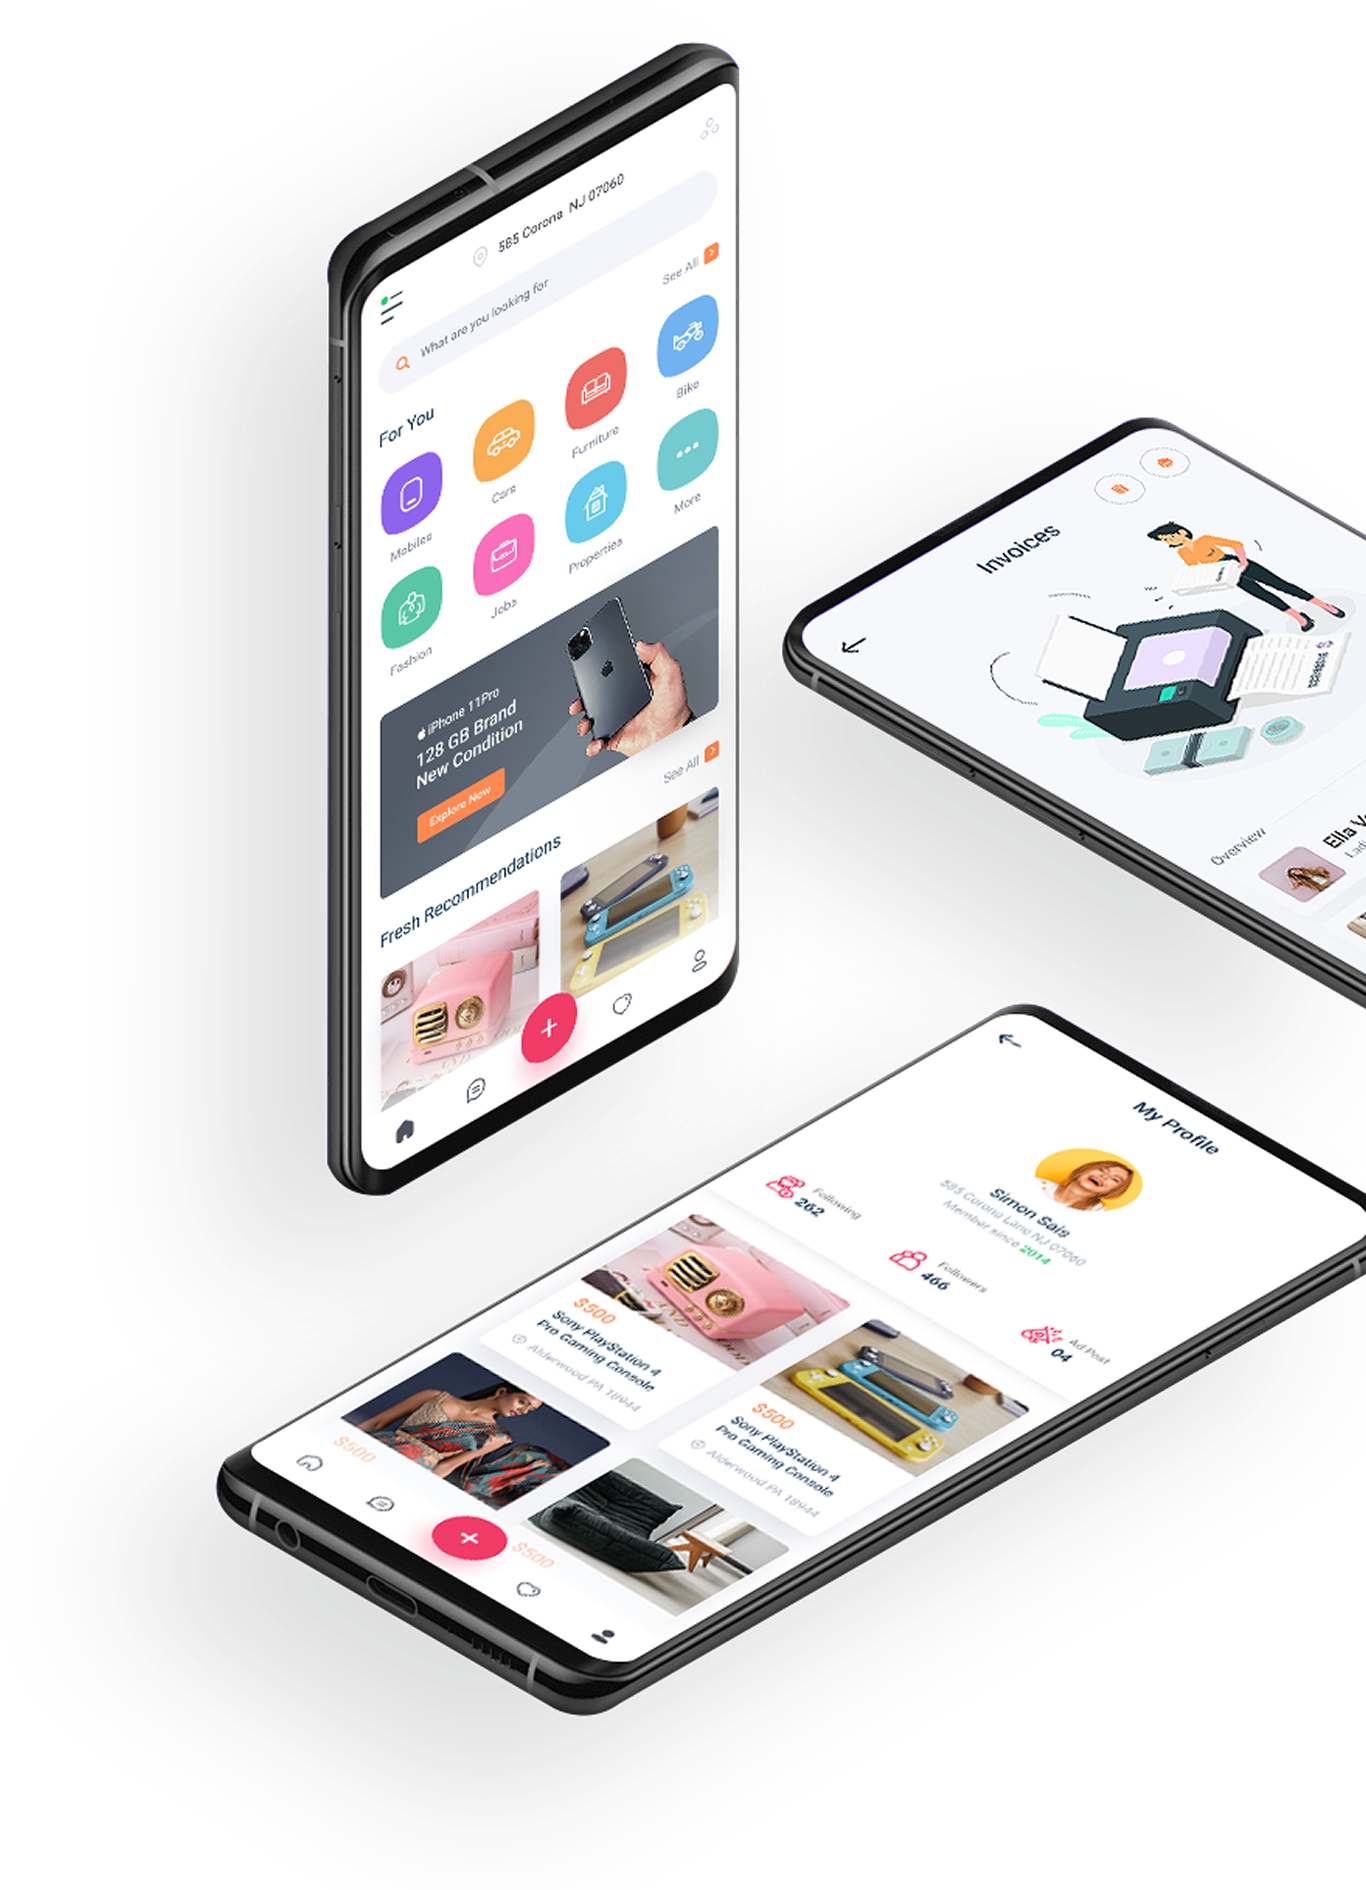 585 Corona NJ 07060
What are you looking for
For You
See All
Mobiles
Cars
Furniture
Bike
Fashion
Jobs
Properties
More
iPhone 11Pro
128 GB Brand
New Condition
Explore Now
Fresh Recommendations
See All
Invoices
Overview
Ella
My Profile
Simon Sais
585 Corona Lane NJ 07060
Member since 2014
Following
262
Followers
466
Ad Post
04
$500
Sony PlayStation 4
Pro Gaming Console
Alderwood PA 18944
$500
Sony PlayStation 4
Pro Gaming Console
Alderwood PA 18944
$500
$500